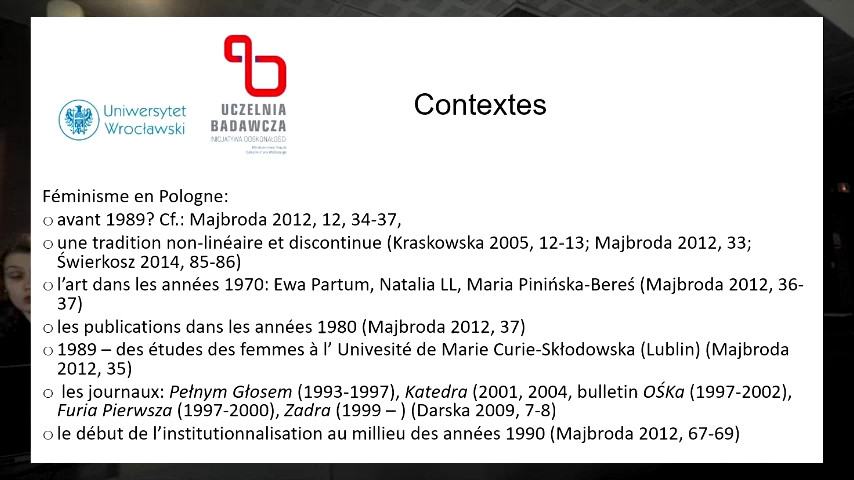 Uniwersytet
Wrocławski
UCZELNIA
BADAWCZA
INICJATYWA DOSKONAŁOŚCI
Contextes
Féminisme en Pologne:
○ avant 1989? Cf.: Majbroda 2012, 12, 34-37,
○ une tradition non-linéaire et discontinue (Kraskowska 2005, 12-13; Majbroda 2012, 33;
Świerkosz 2014, 85-86)
○ l’art dans les années 1970: Ewa Partum, Natalia LL, Maria Pinińska-Bereś (Majbroda 2012, 36-
37)
○ les publications dans les années 1980 (Majbroda 2012, 37)
○ 1989 – des études des femmes à l’ Univesité de Marie Curie-Skłodowska (Lublin) (Majbroda
2012, 35)
○ les journaux: Pełnym Głosem (1993-1997), Katedra (2001, 2004, bulletin OŚKa (1997-2002),
Furia Pierwsza (1997-2000), Zadra (1999 – ) (Darska 2009, 7-8)
○ le début de l’institutionnalisation au millieu des années 1990 (Majbroda 2012, 67-69)